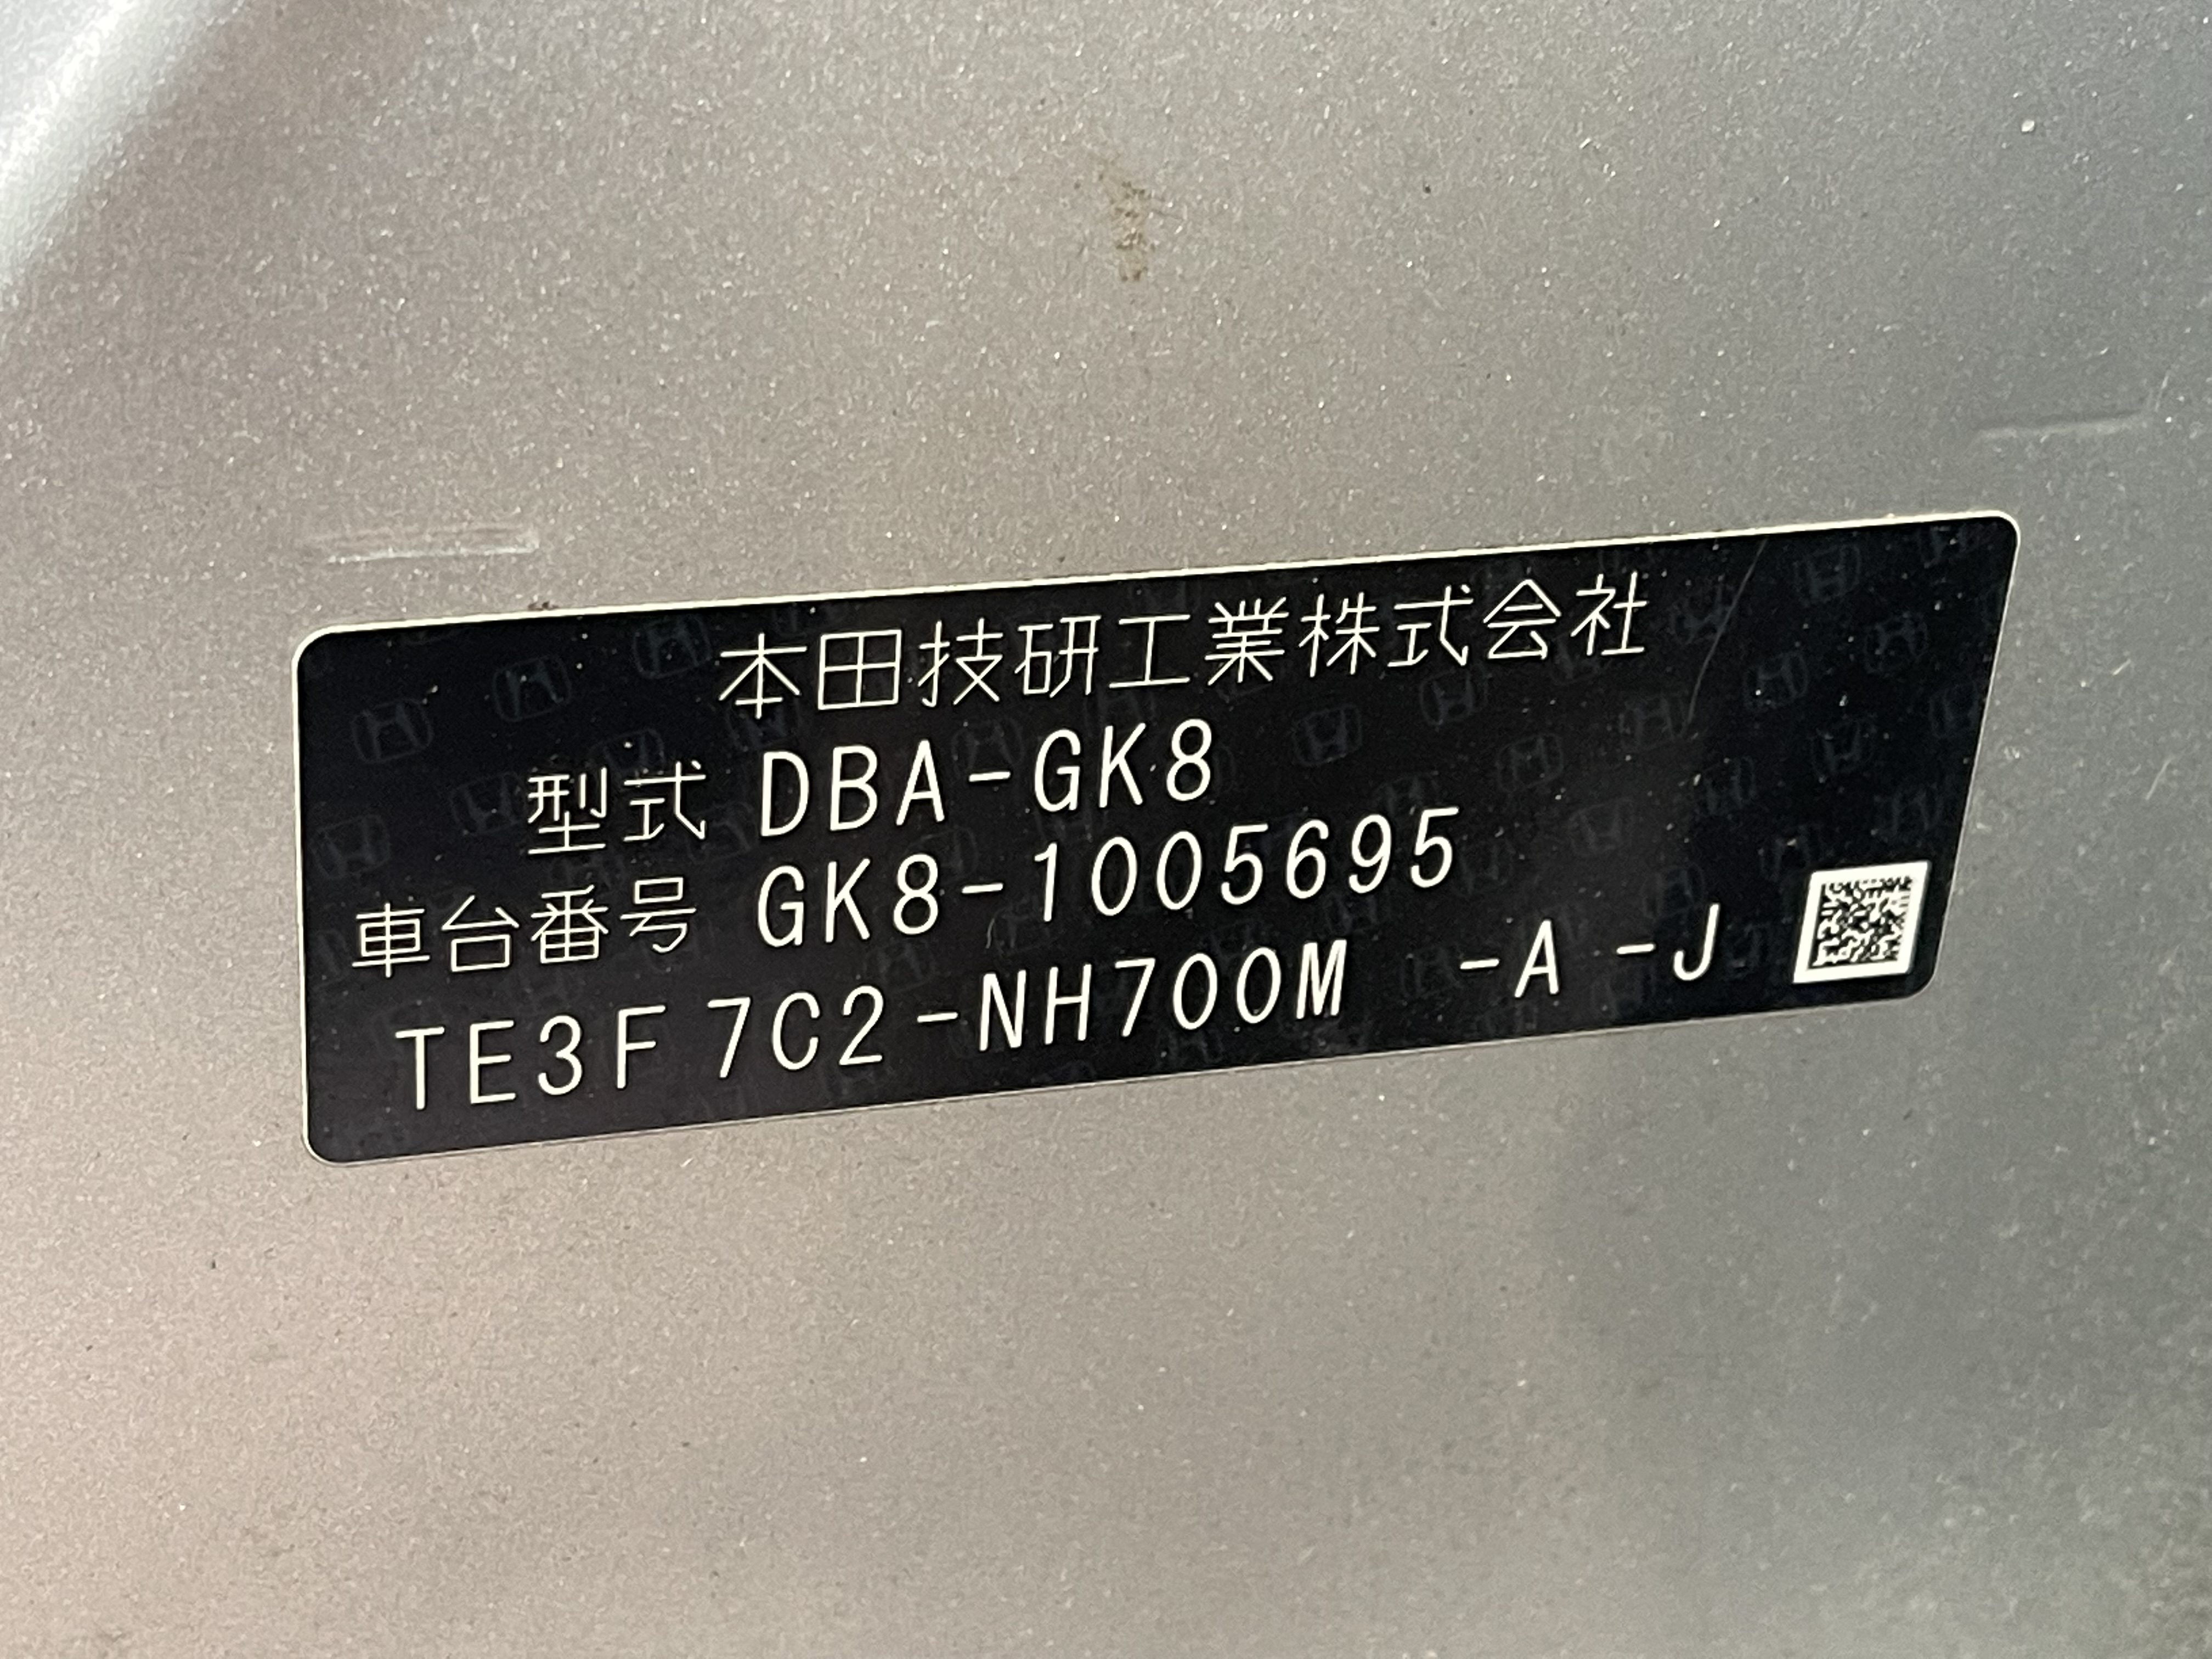 本田技研工業株式会社
型式 DBA-GK8
車台番号 GK8-1005695
TE3F 7C2-NH700M -A -J